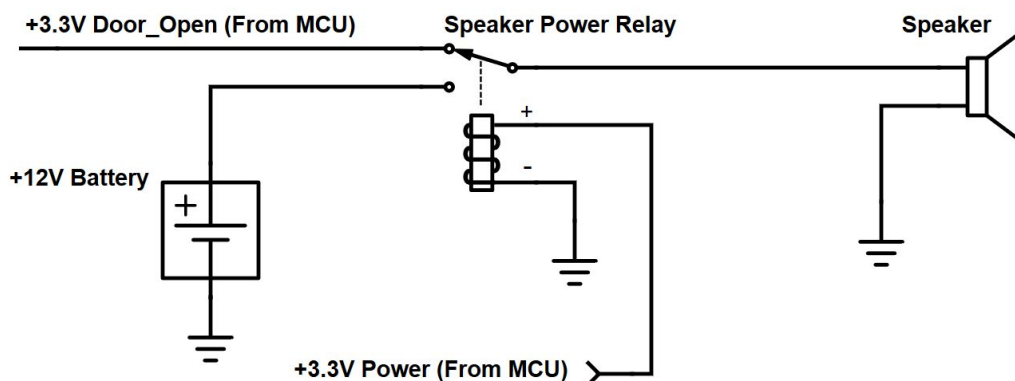 +3.3V Door_Open (From MCU)
Speaker Power Relay
Speaker
+
-
+12V Battery
+
+3.3V Power (From MCU)